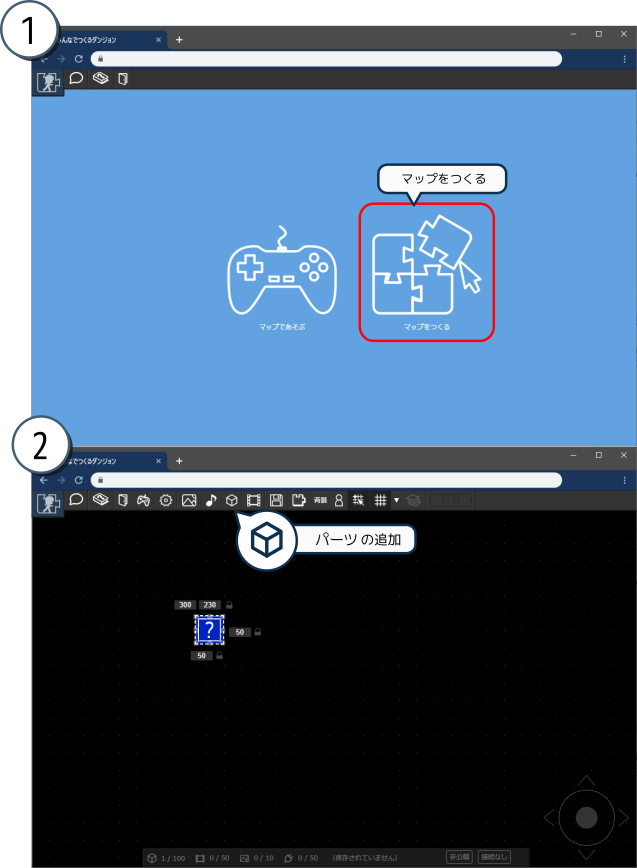 1
んなでつくるダンジョン
マップをつくる
マップであそぶ
マップをつくる
2
なでつくるダンジョン
英織
パーツの追加
300 230
?
50
50
1 / 100 0 / 50 0 / 10 0 / 50 (保存されていません) 非公開 接続なし